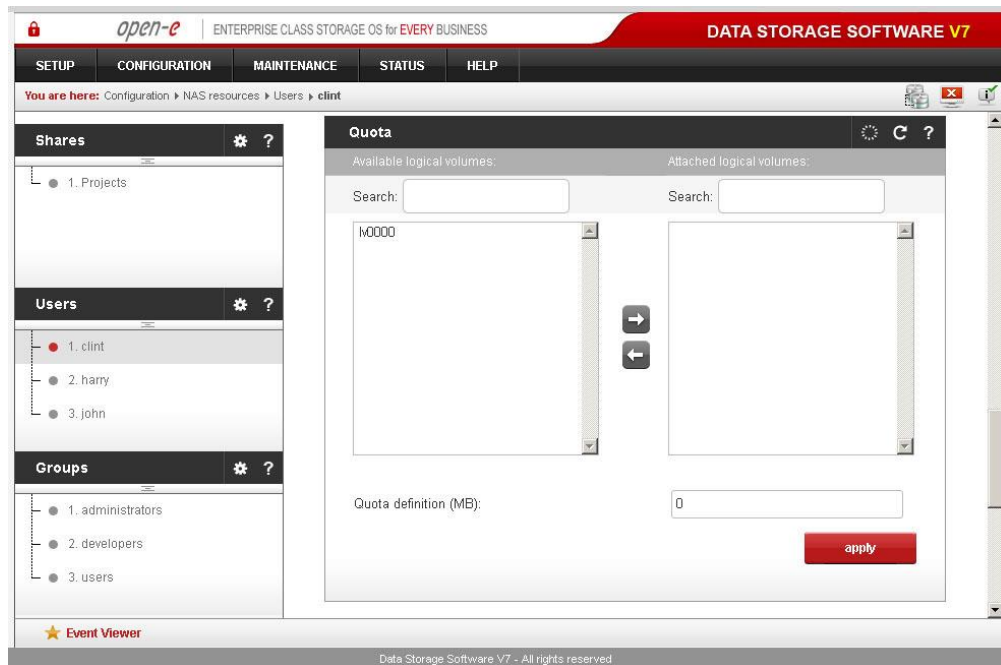 open-e ENTERPRISE CLASS STORAGE OS for EVERY BUSINESS DATA STORAGE SOFTWARE V7
SETUP CONFIGURATION MAINTENANCE STATUS HELP
You are here: Configuration NAS resources Users clint
Shares ?
1. Projects
Users ?
1. clint
2. harry
3. john
Groups ?
1. administrators
2. developers
3. users
Quota ?
Available logical volumes: Attached logical volumes:
Search: Search:
lv0000
Quota definition (MB): 0
apply
Event Viewer
Data Storage Software V7 - All rights reserved